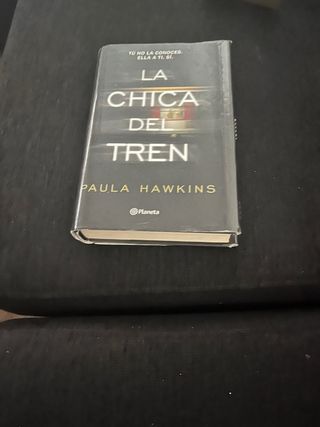 TÚ NO LA CONOCES.
ELLA A TI, SÍ.
LA
CHICA
DEL
TREN
PAULA HAWKINS
Planeta